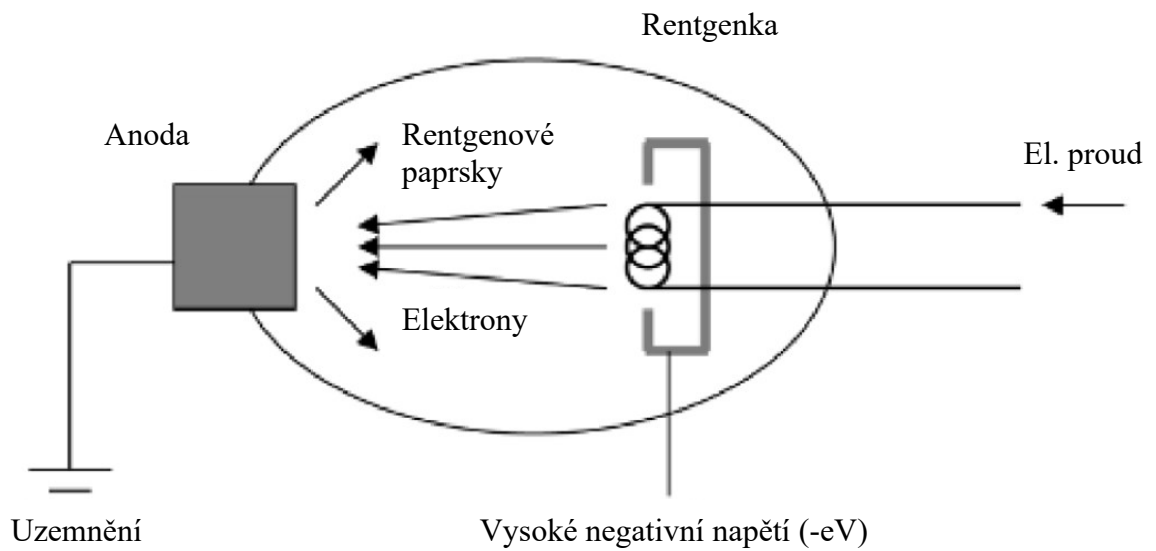 Rentgenka
Anoda
Rentgenové
paprsky
El. proud
Elektrony
Uzemnění
Vysoké negativní napětí (-eV)